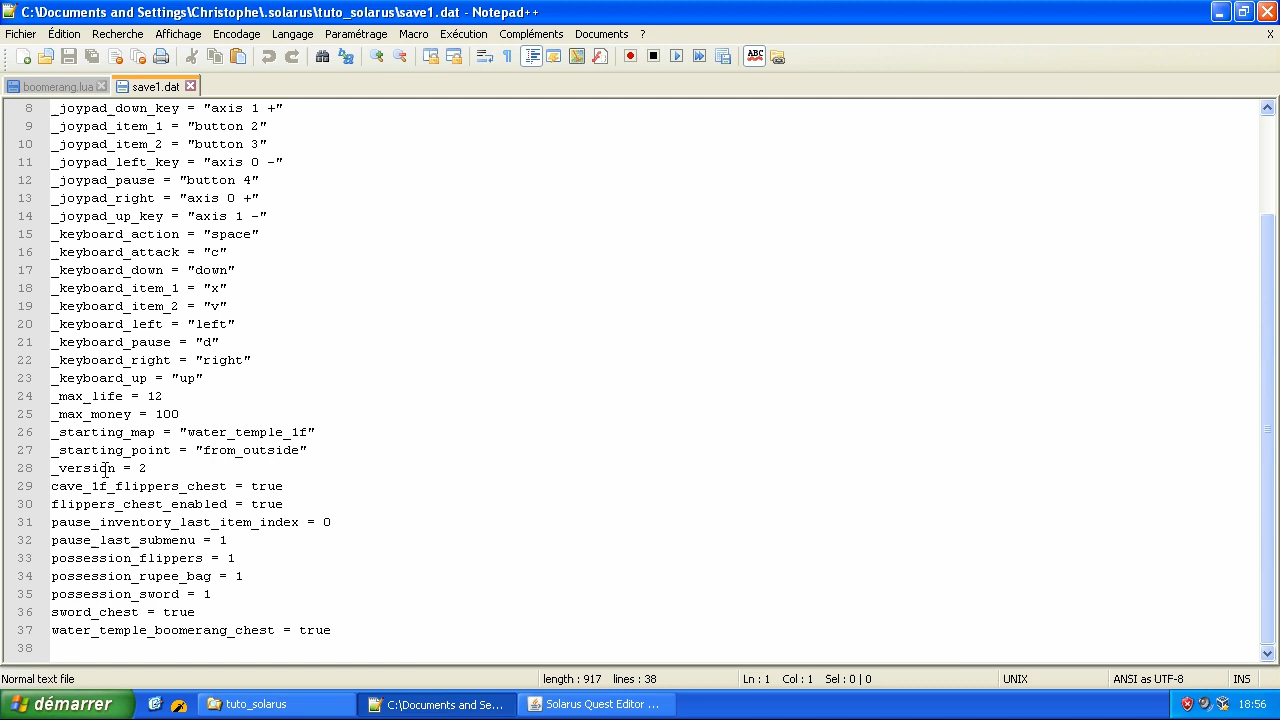 C:\Documents and Settings\Christophe\.solarus\tuto_solarus\save1.dat - Notepad++
Fichier Édition Recherche Affichage Encodage Langage Paramétrage Macro Exécution Compléments Documents ? X
boomerang.lua save1.dat
8 _joypad_down_key = "axis 1 +"
9 _joypad_item_1 = "button 2"
10 _joypad_item_2 = "button 3"
11 _joypad_left_key = "axis 0 -"
12 _joypad_pause = "button 4"
13 _joypad_right = "axis 0 +"
14 _joypad_up_key = "axis 1 -"
15 _keyboard_action = "space"
16 _keyboard_attack = "c"
17 _keyboard_down = "down"
18 _keyboard_item_1 = "x"
19 _keyboard_item_2 = "v"
20 _keyboard_left = "left"
21 _keyboard_pause = "d"
22 _keyboard_right = "right"
23 _keyboard_up = "up"
24 _max_life = 12
25 _max_money = 100
26 _starting_map = "water_temple_1f"
27 _starting_point = "from_outside"
28 _version = 2
29 cave_1f_flippers_chest = true
30 flippers_chest_enabled = true
31 pause_inventory_last_item_index = 0
32 pause_last_submenu = 1
33 possession_flippers = 1
34 possession_rupee_bag = 1
35 possession_sword = 1
36 sword_chest = true
37 water_temple_boomerang_chest = true
38
Normal text file length : 917 lines : 38 Ln : 1 Col : 1 Sel : 0 | 0 UNIX ANSI as UTF-8 INS
démarrer tuto_solarus C:\Documents and Se... Solarus Quest Editor ... 18:56